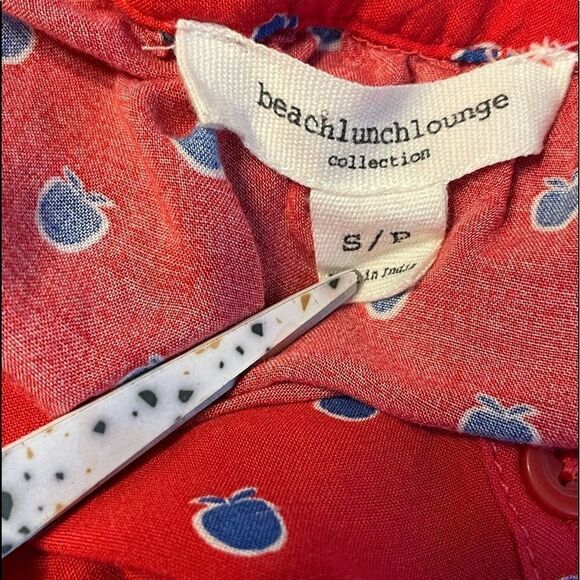 beachlunchlounge
collection
S/P
in India